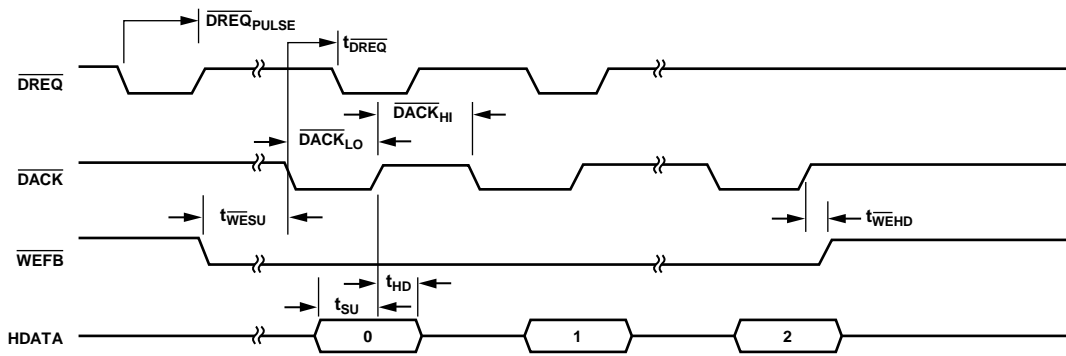 DREQPULSE
tDREQ
DREQ
DACKHI
DACKLO
DACK
tWESU
tWEHD
WEFB
tHD
tSU
HDATA
0 1 2